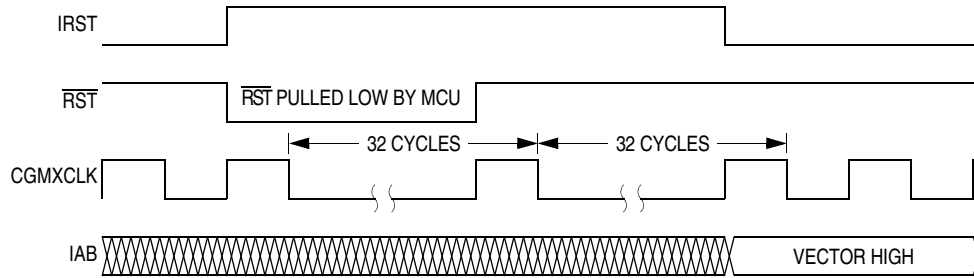 IRST
RST
RST PULLED LOW BY MCU
32 CYCLES
32 CYCLES
CGMXCLK
IAB
VECTOR HIGH